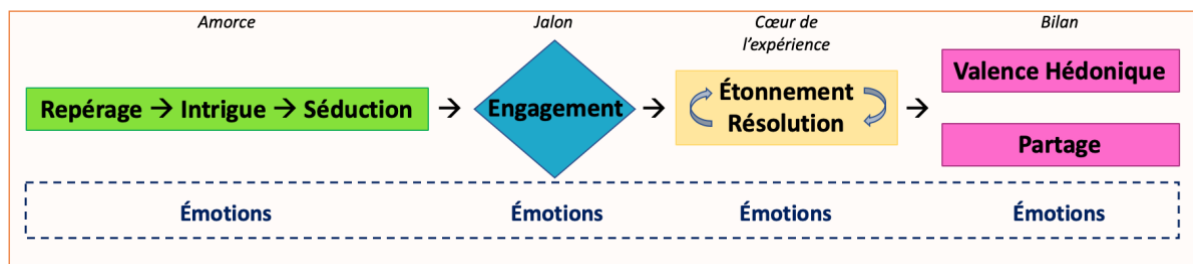 Amorce
Jalon
Cœur de
l’expérience
Bilan
Repérage → Intrigue → Séduction
→
Engagement
→
Étonnement
Résolution
→
Valence Hédonique
Partage
Émotions
Émotions
Émotions
Émotions